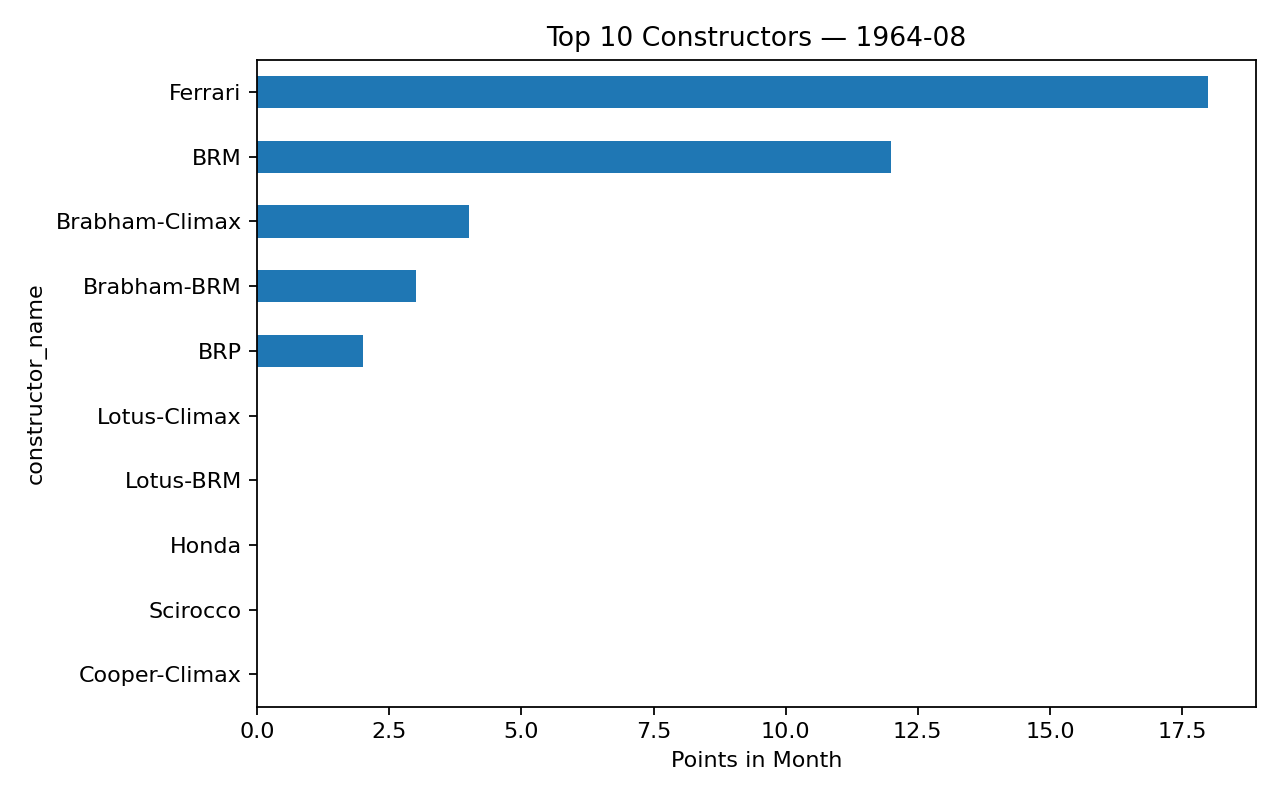 Top 10 Constructors — 1964-08
constructor_name
Ferrari
BRM
Brabham-Climax
Brabham-BRM
BRP
Lotus-Climax
Lotus-BRM
Honda
Scirocco
Cooper-Climax
0.0 2.5 5.0 7.5 10.0 12.5 15.0 17.5
Points in Month